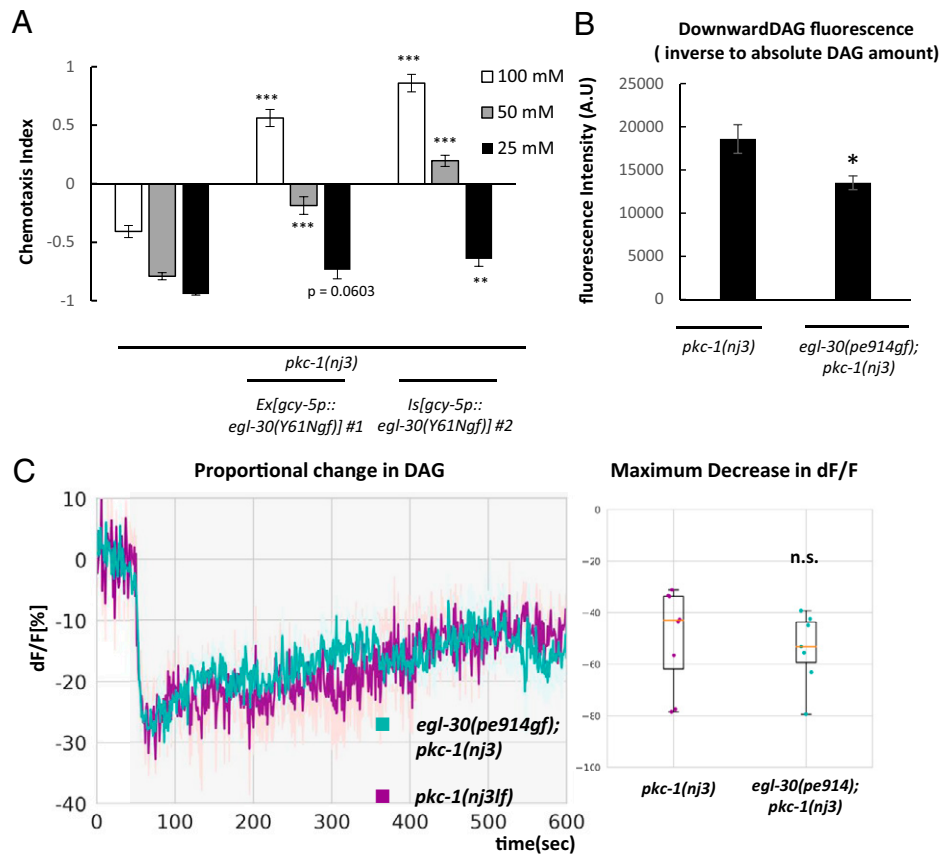 A
Chemotaxis Index
1
0.5
0
-0.5
-1
***
***
***
***
**
p = 0.0603
100 mM
50 mM
25 mM
pkc-1(nj3)
Ex[gcy-5p::
egl-30(Y61Ngf)] #1
Is[gcy-5p::
egl-30(Y61Ngf)] #2
B
DownwardDAG fluorescence
( inverse to absolute DAG amount)
fluorescence Intensity (A.U)
25000
20000
15000
10000
5000
0
*
pkc-1(nj3)
egl-30(pe914gf);
pkc-1(nj3)
C
Proportional change in DAG
dF/F[%]
10
0
-10
-20
-30
-40
0
100
200
300
400
500
600
time(sec)
egl-30(pe914gf);
pkc-1(nj3)
pkc-1(nj3lf)
Maximum Decrease in dF/F
0
−20
−40
−60
−80
−100
n.s.
pkc-1(nj3)
egl-30(pe914);
pkc-1(nj3)